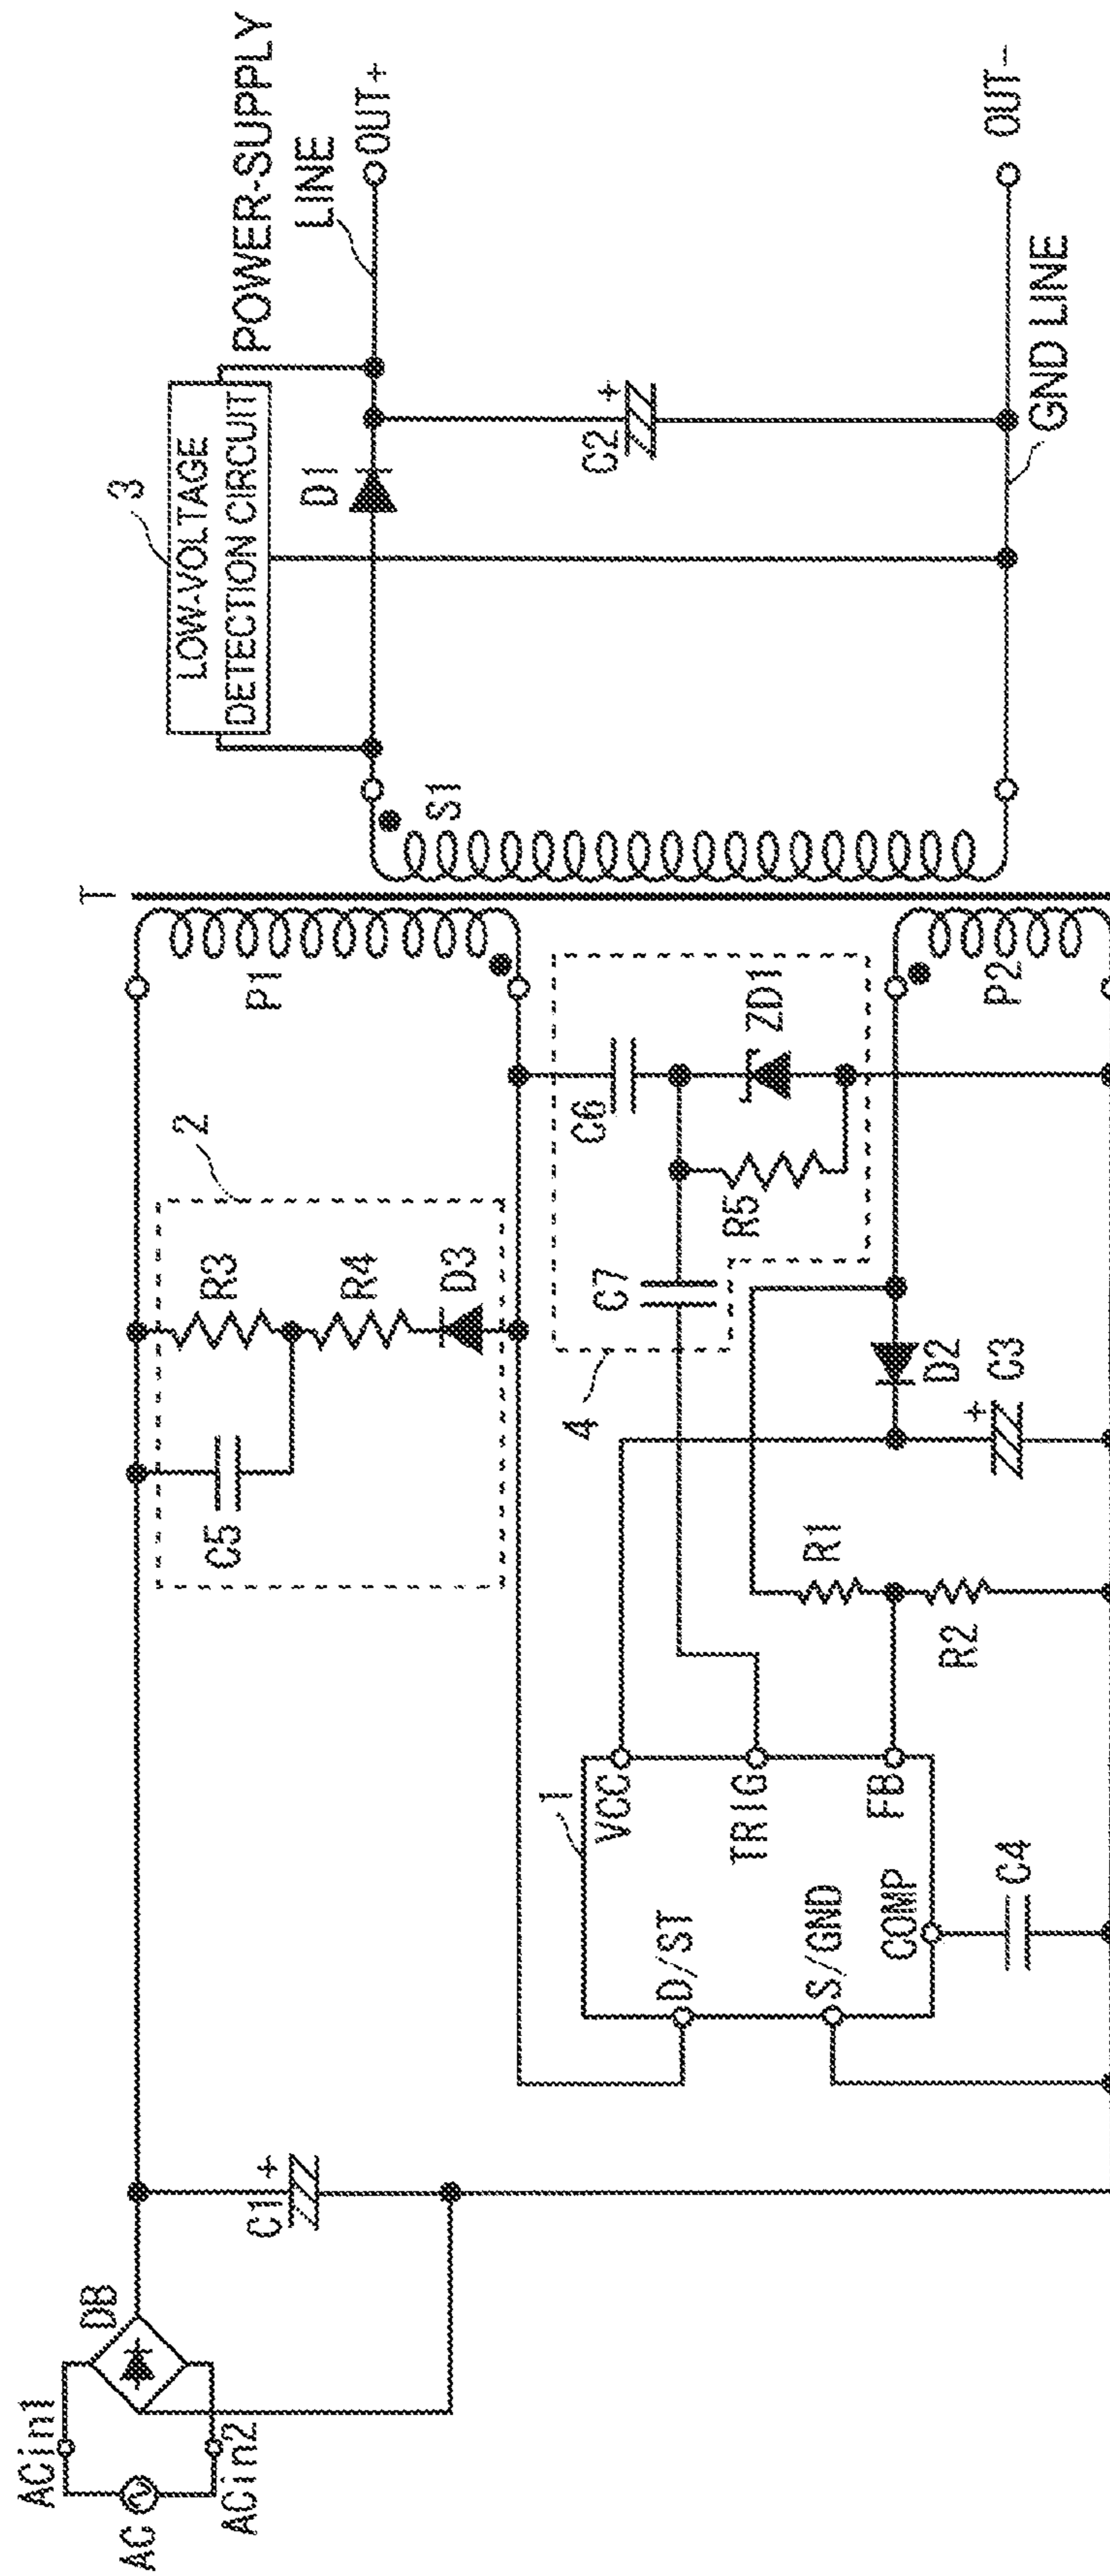 ACin1
AC
ACin2
DB
C1
+
C5
R3
R4
D3
2
P1
T
S1
3
LOW-VOLTAGE
DETECTION CIRCUIT
D1
C2
+
POWER-SUPPLY
LINE
OUT+
OUT-
GND LINE
1
D/ST
S/GND
VCC
TRIG
FB
COMP
C4
R1
R2
4
C7
C6
R5
ZD1
D2
+
C3
P2